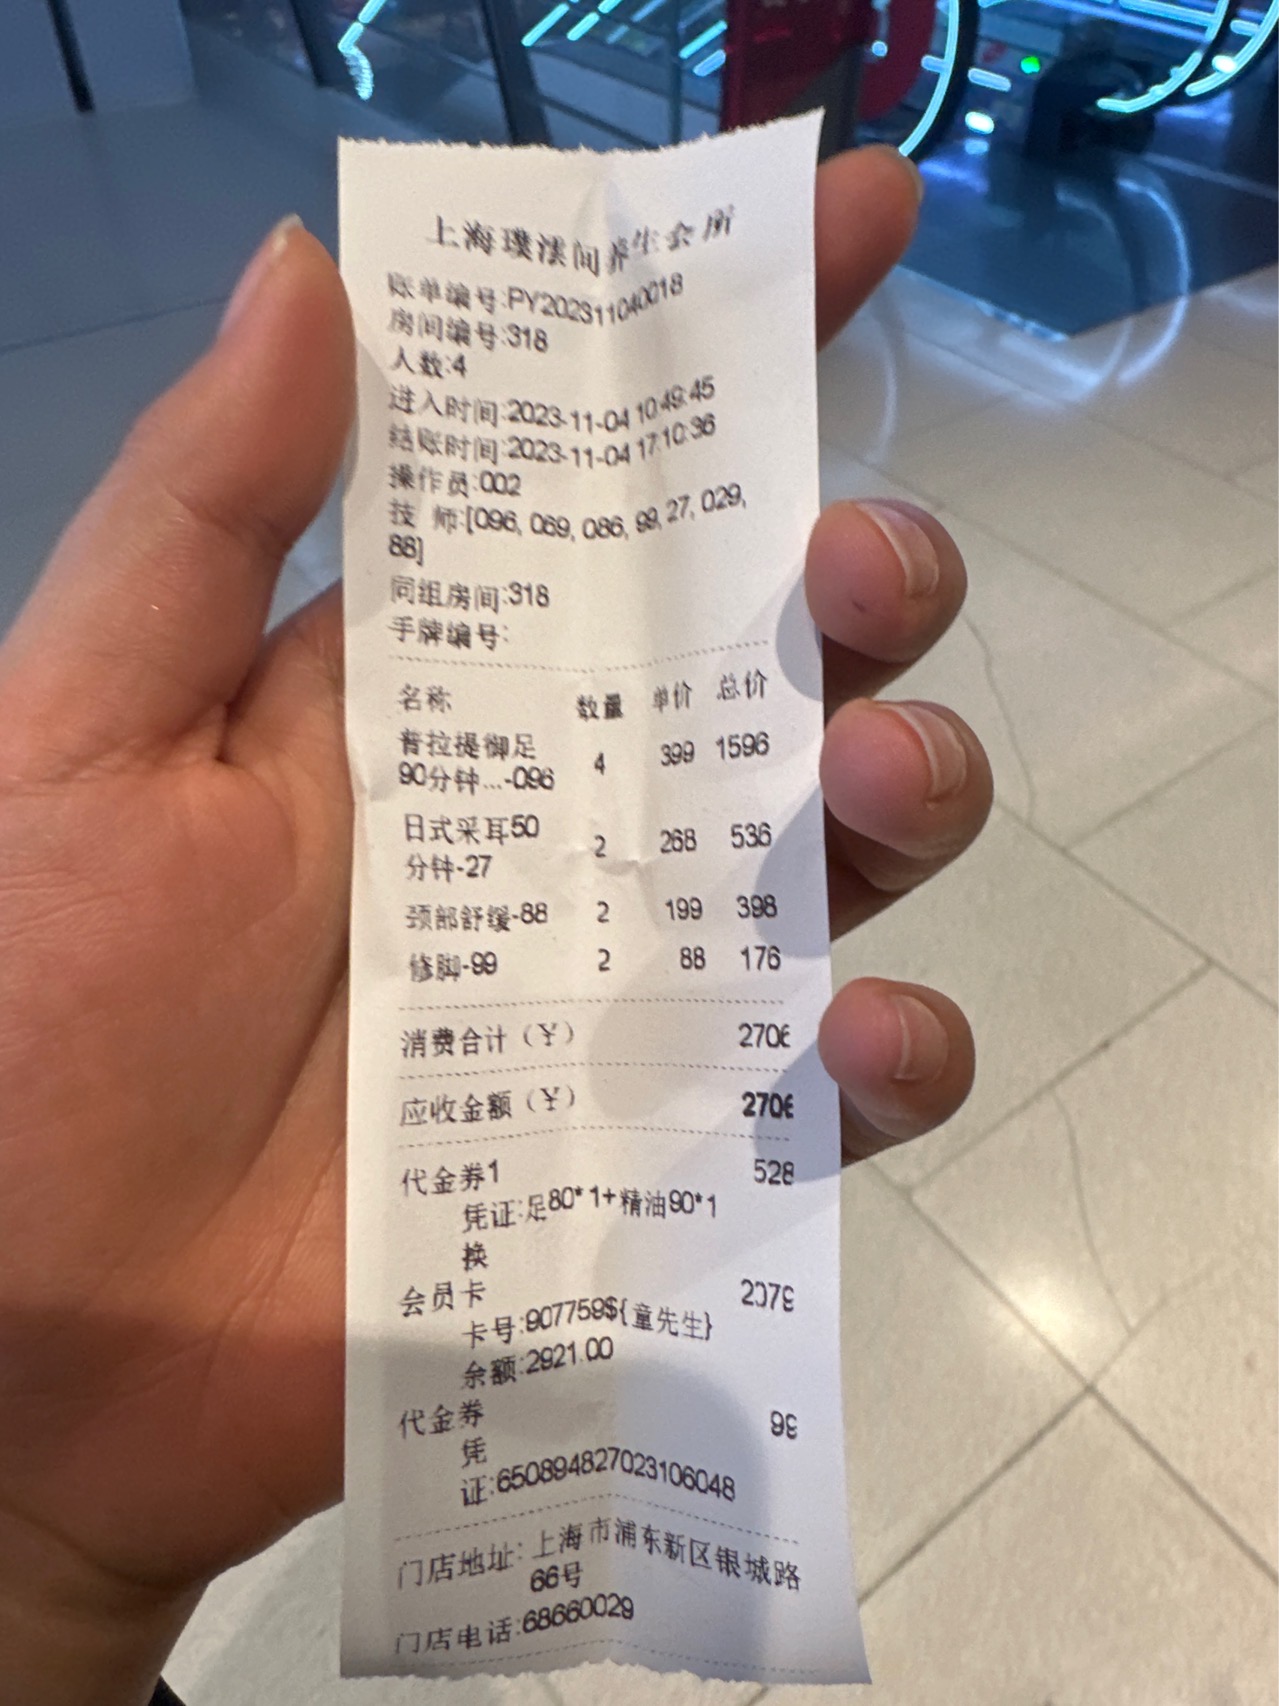 上海璞溪间养生会所
账单编号:PY202311040018
房间编号:318
人数:4
进入时间:2023-11-04 10:49:45
结账时间:2023-11-04 17:10:36
操作员:002
技 师:[096, 069, 086, 99, 27, 029,
88]
同组房间:318
手牌编号:
名称 数量 单价 总价
普拉提御足
90分钟...-096 4 399 1596
日式采耳50
分钟-27 2 268 536
颈部舒缓-88 2 199 398
修脚-99 2 88 176
消费合计（￥） 2706
应收金额（￥） 2706
代金券1 528
凭证:足80*1+精油90*1
换
会员卡 2079
卡号:907759${童先生}
余额:2921.00
代金券 99
凭
证:650894827023106048
门店地址: 上海市浦东新区银城路
66号
门店电话:68660029